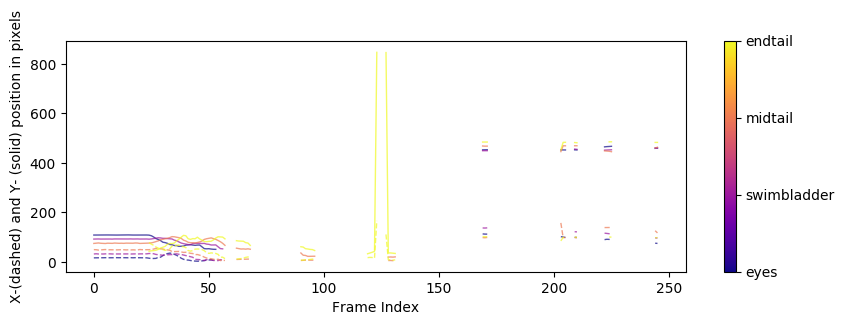 X-(dashed) and Y- (solid) position in pixels
800
600
400
200
0
0
50
100
150
200
250
Frame Index
endtail
midtail
swimbladder
eyes